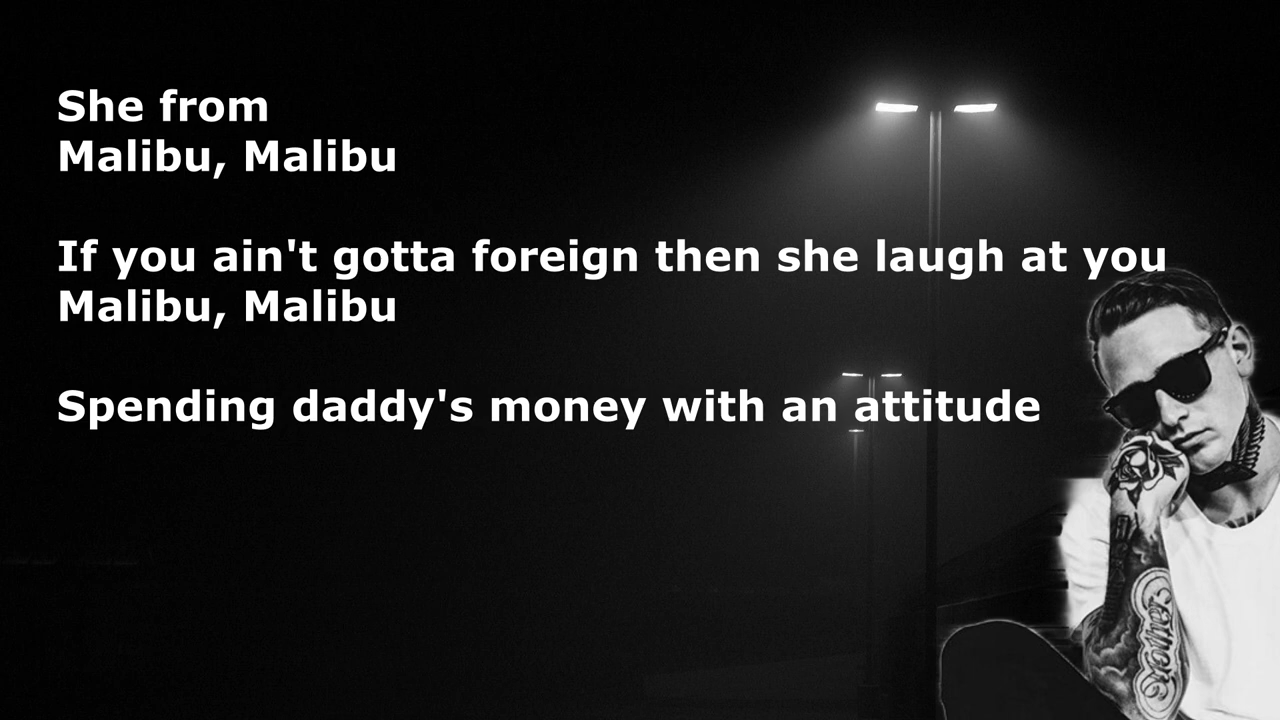 She from
Malibu, Malibu
If you ain't gotta foreign then she laugh at you
Malibu, Malibu
Spending daddy's money with an attitude